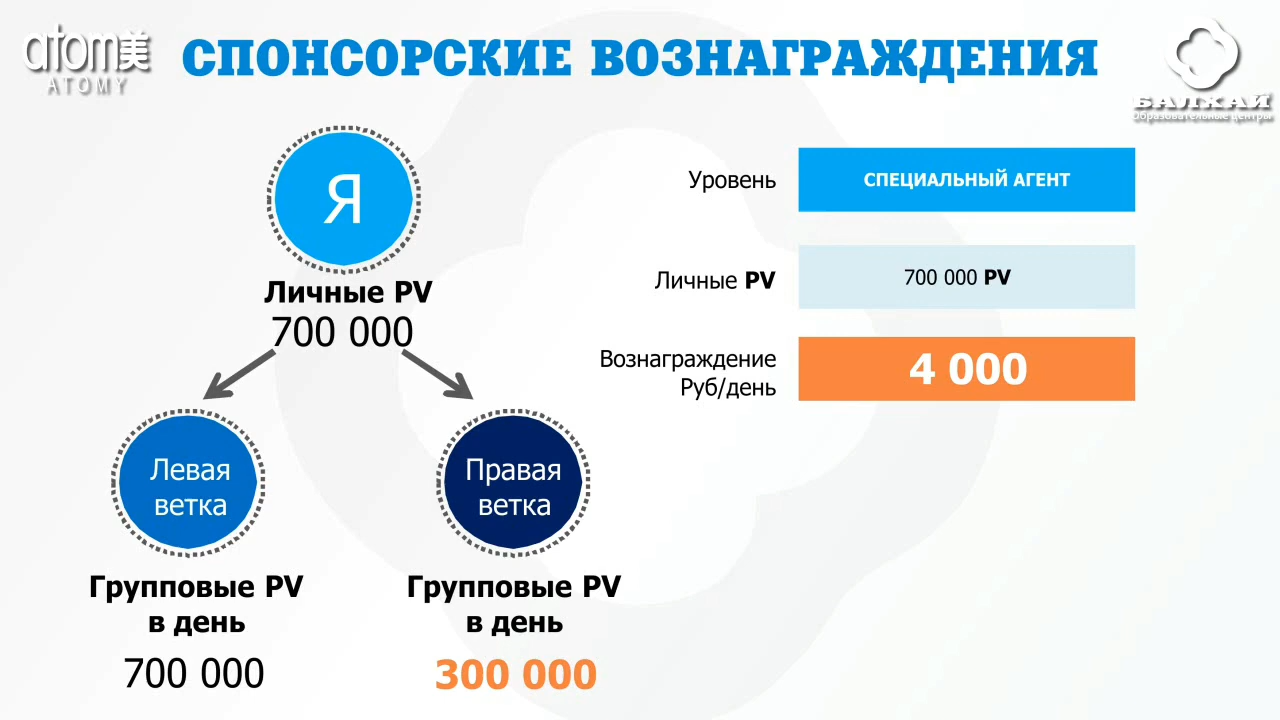 atom美
ATOMY
СПОНСОРСКИЕ ВОЗНАГРАЖДЕНИЯ
БАЛХАЙ
Образовательные центры
Я
Личные PV
700 000
Левая
ветка
Групповые PV
в день
700 000
Правая
ветка
Групповые PV
в день
300 000
Уровень
СПЕЦИАЛЬНЫЙ АГЕНТ
Личные PV
700 000 PV
Вознаграждение
Руб/день
4 000